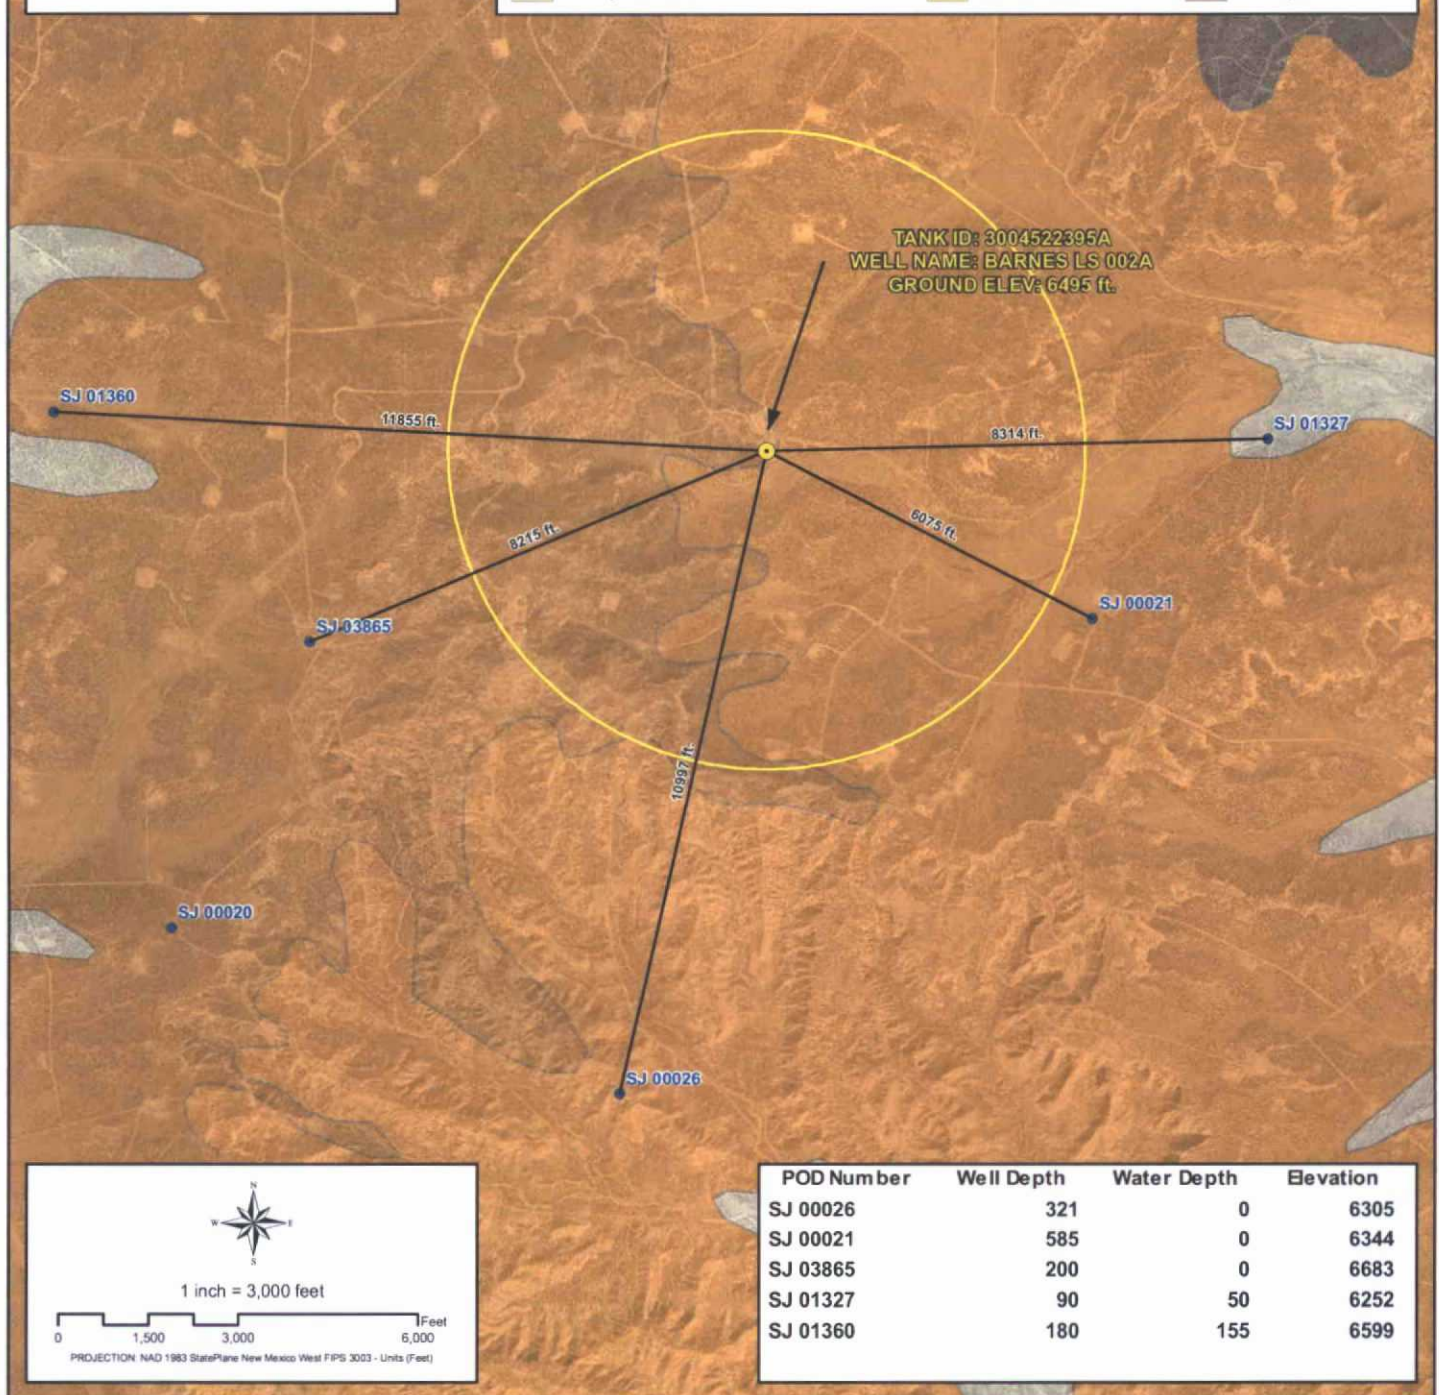 TANK ID: 3004522395A
WELL NAME: BARNES LS 002A
GROUND ELEV: 6495 ft.
SJ 01360
11855 ft.
8314 ft.
SJ 01327
8215 ft.
6075 ft.
SJ 03865
SJ 00021
10997 ft.
SJ 00020
SJ 00026
N
W E
S
1 inch = 3,000 feet
Feet
0 1,500 3,000 6,000
PROJECTION: NAD 1983 StatePlane New Mexico West FIPS 3003 - Units (Feet)
POD Number Well Depth Water Depth Elevation
SJ 00026 321 0 6305
SJ 00021 585 0 6344
SJ 03865 200 0 6683
SJ 01327 90 50 6252
SJ 01360 180 155 6599